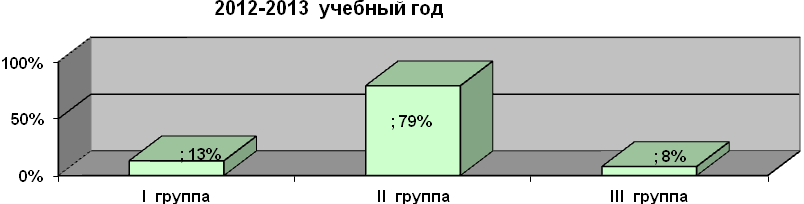 2012-2013 учебный год
100%
50%
0%
; 13%
; 79%
; 8%
I группа
II группа
III группа